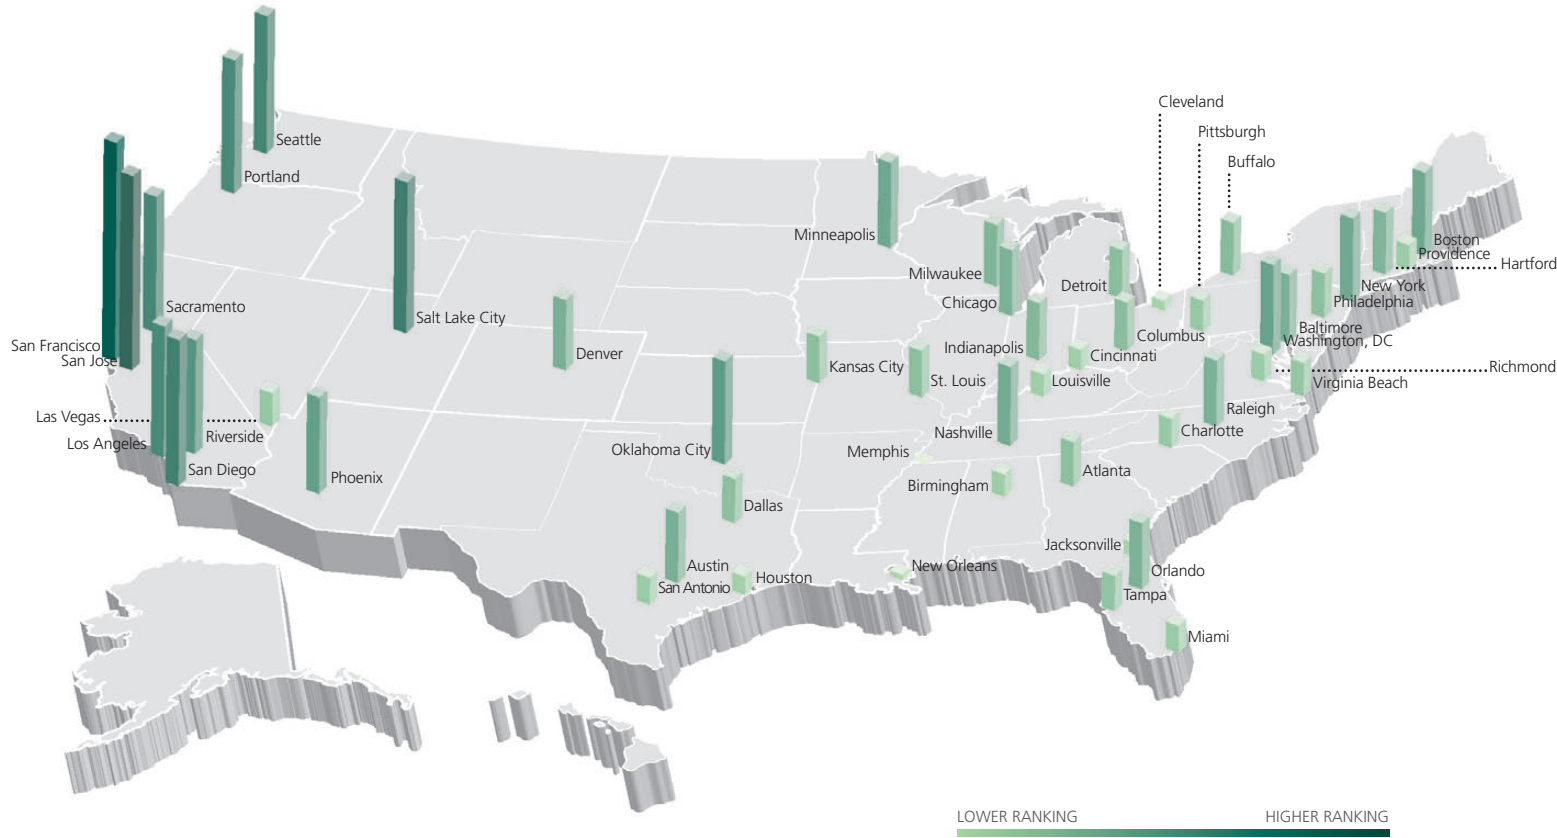 Cleveland
Pittsburgh
Buffalo
Seattle
Portland
Minneapolis
Milwaukee
Chicago
Detroit
Boston
Providence
Hartford
New York
Philadelphia
Sacramento
Salt Lake City
Columbus
Baltimore
Washington, DC
San Francisco
San Jose
Denver
Indianapolis
Cincinnati
Kansas City
St. Louis
Louisville
Richmond
Virginia Beach
Las Vegas
Riverside
Los Angeles
San Diego
Phoenix
Oklahoma City
Nashville
Raleigh
Charlotte
Memphis
Birmingham
Atlanta
Dallas
Austin
San Antonio
Houston
New Orleans
Jacksonville
Orlando
Tampa
Miami
LOWER RANKING
HIGHER RANKING